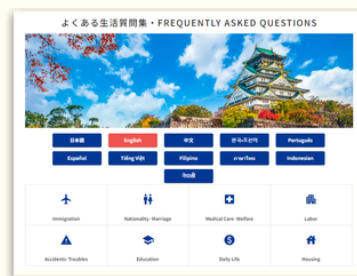 よくある生活質問集・FREQUENTLY ASKED QUESTIONS
日本語 English 中文 한국·조선어 Português
Español Tiếng Việt Filipino ภาษาไทย Indonesian
नेपाली
Immigration Nationality·Marriage Medical Care·Welfare Labor
Accidents·Troubles Education Daily Life Housing